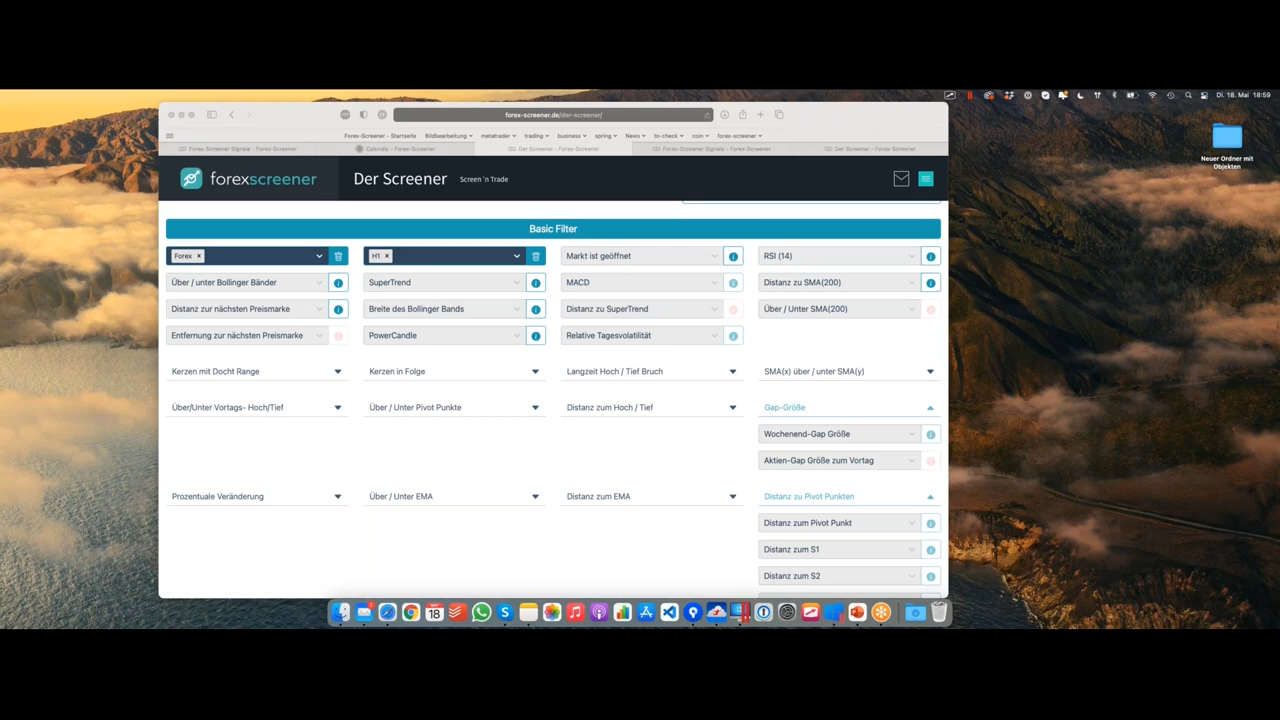 Di. 18. Mai 18:59
forex-screener.de/der-screener/
Forex-Screener - Startseite Bildbearbeitung metatrader trading business spring News to-check coin forex-screener
Forex-Screener Signale - Forex-Screener Calendly - Forex-Screener Der Screener - Forex-Screener Forex-Screener Signale - Forex-Screener Der Screener - Forex-Screener
Neuer Ordner mit
Objekten
forexscreener Der Screener Screen 'n Trade
Basic Filter
Forex × H1 × Markt ist geöffnet RSI (14)
Über / unter Bollinger Bänder SuperTrend MACD Distanz zu SMA(200)
Distanz zur nächsten Preismarke Breite des Bollinger Bands Distanz zu SuperTrend Über / Unter SMA(200)
Entfernung zur nächsten Preismarke PowerCandle Relative Tagesvolatilität
Kerzen mit Docht Range Kerzen in Folge Langzeit Hoch / Tief Bruch SMA(x) über / unter SMA(y)
Über/Unter Vortags- Hoch/Tief Über / Unter Pivot Punkte Distanz zum Hoch / Tief Gap-Größe
Wochenend-Gap Größe
Aktien-Gap Größe zum Vortag
Prozentuale Veränderung Über / Unter EMA Distanz zum EMA Distanz zu Pivot Punkten
Distanz zum Pivot Punkt
Distanz zum S1
Distanz zum S2
18